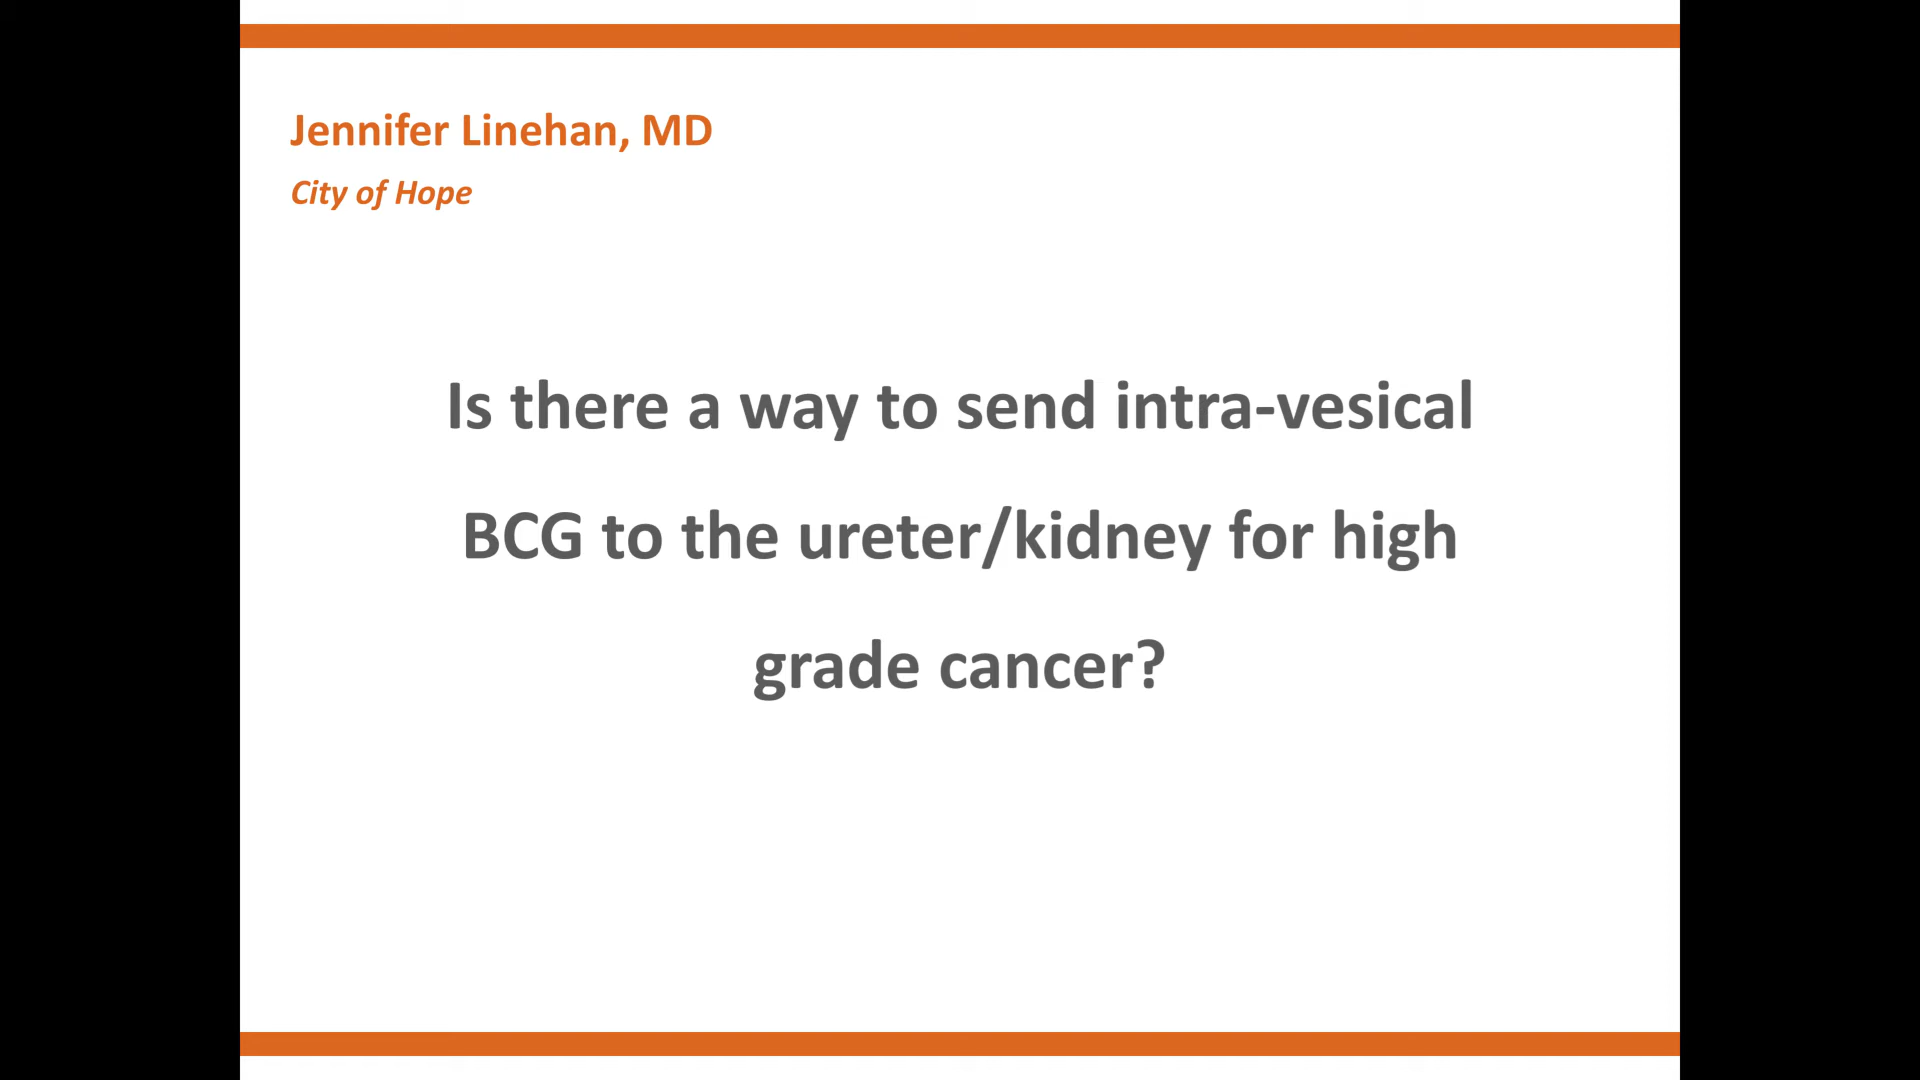 Jennifer Linehan, MD
City of Hope
Is there a way to send intra-vesical
BCG to the ureter/kidney for high
grade cancer?